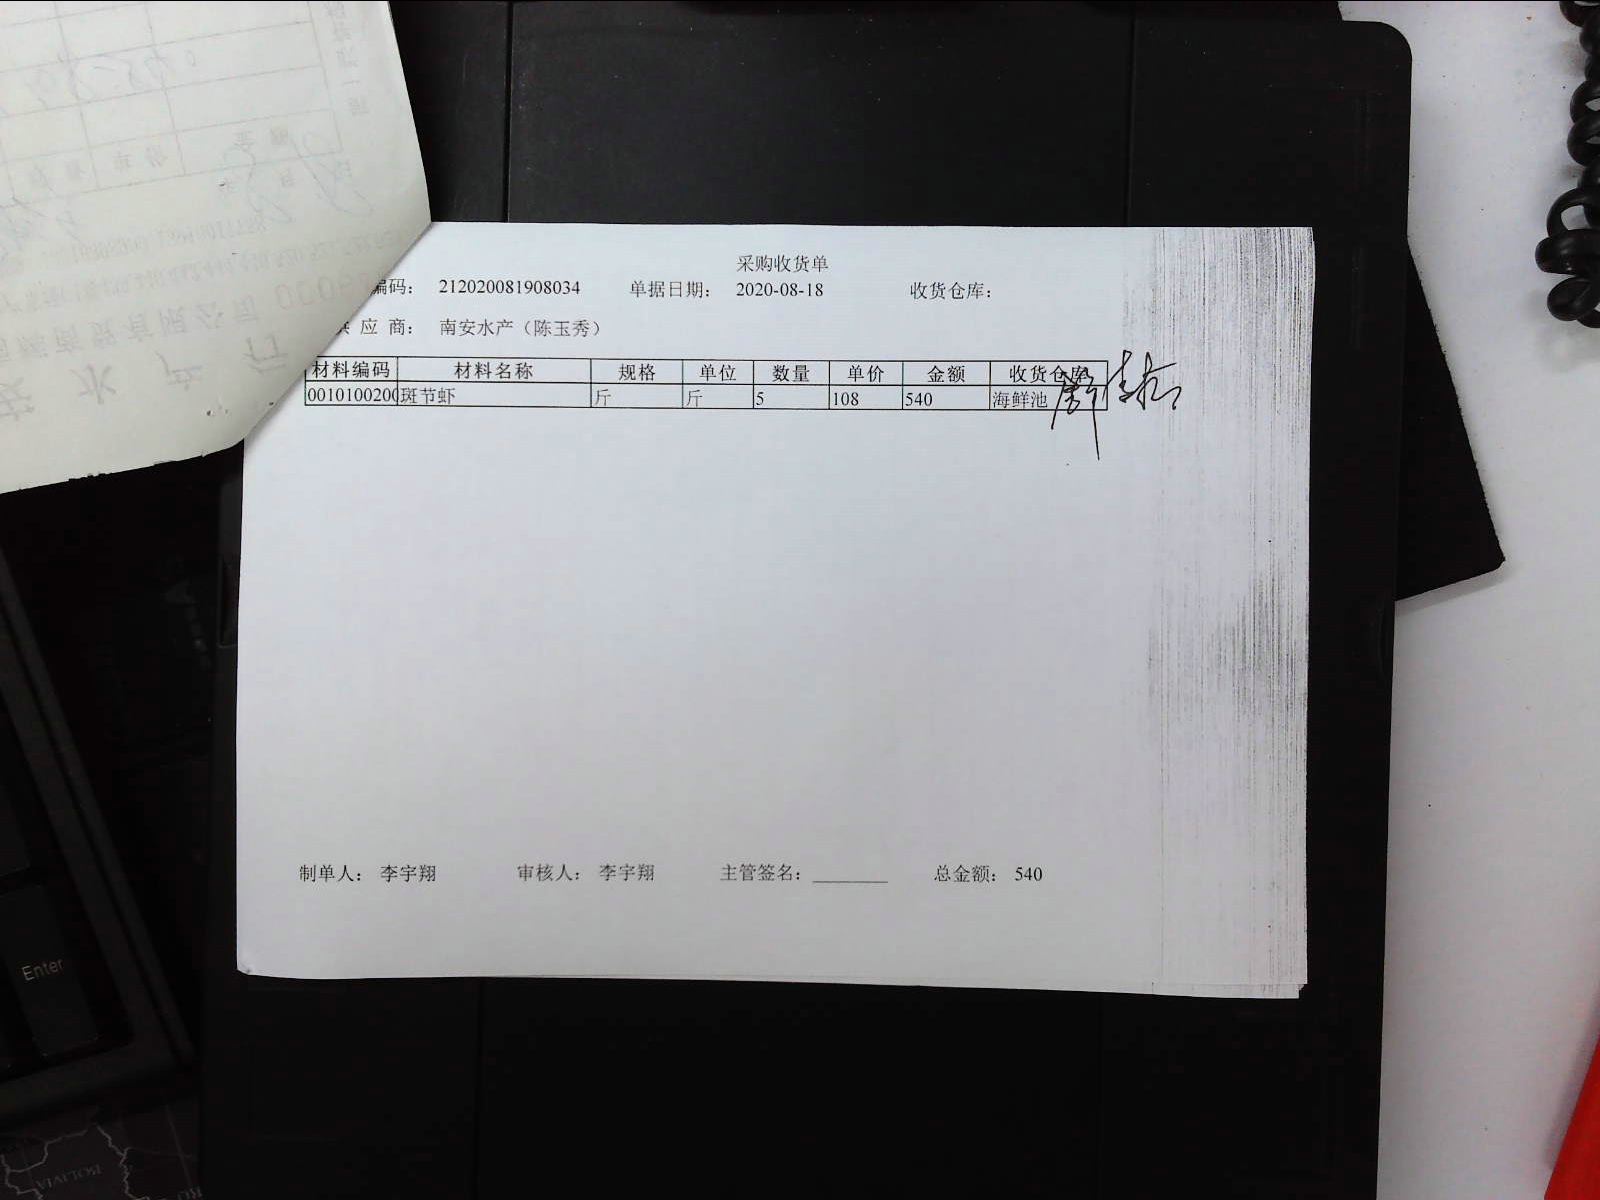 采购收货单
编码： 212020081908034 单据日期： 2020-08-18 收货仓库：
供 应 商： 南安水产（陈玉秀）
材料编码 材料名称 规格 单位 数量 单价 金额 收货仓库
0010100200 斑节虾 斤 斤 5 108 540 海鲜池
制单人： 李宇翔 审核人： 李宇翔 主管签名：________ 总金额： 540
Enter
BOLIVIA